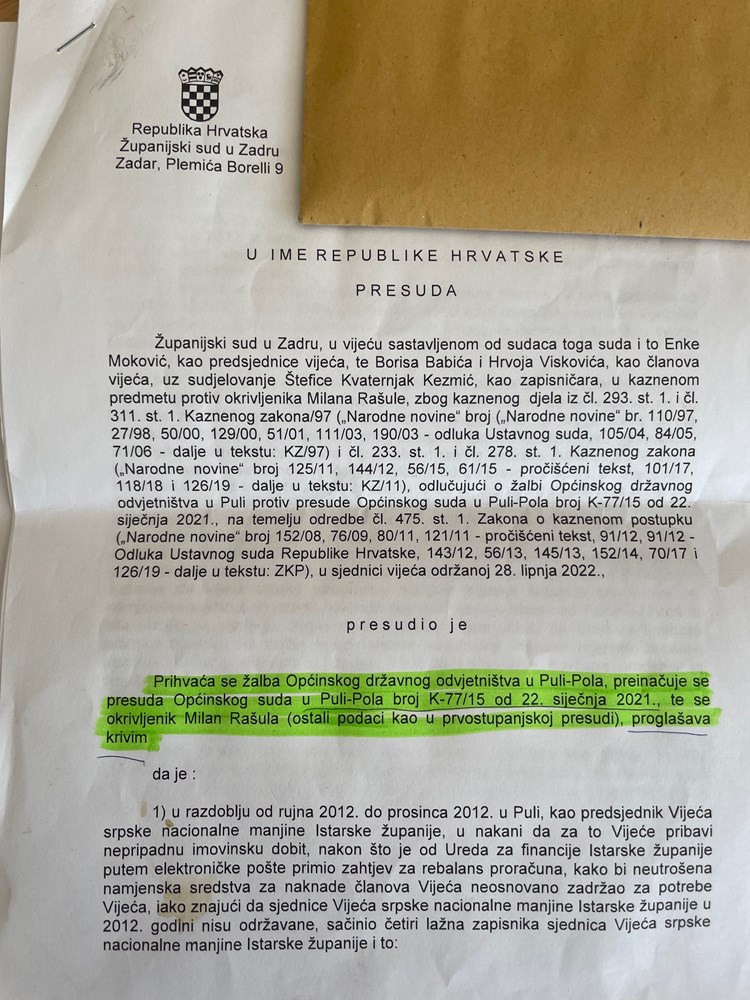 Republika Hrvatska
Županijski sud u Zadru
Zadar, Plemića Borelli 9
U IME REPUBLIKE HRVATSKE
PRESUDA
Županijski sud u Zadru, u vijeću sastavljenom od sudaca toga suda i to Enke
Moković, kao predsjednice vijeća, te Borisa Babića i Hrvoja Viskovića, kao članova
vijeća, uz sudjelovanje Štefice Kvaternjak Kezmić, kao zapisničara, u kaznenom
predmetu protiv okrivljenika Milana Rašule, zbog kaznenog djela iz čl. 293. st. 1. i čl.
311. st. 1. Kaznenog zakona/97 („Narodne novine“ broj („Narodne novine“ br. 110/97,
27/98, 50/00, 129/00, 51/01, 111/03, 190/03 - odluka Ustavnog suda, 105/04, 84/05,
71/06 - dalje u tekstu: KZ/97) i čl. 233. st. 1. i čl. 278. st. 1. Kaznenog zakona
(„Narodne novine“ broj 125/11, 144/12, 56/15, 61/15 - pročišćeni tekst, 101/17,
118/18 i 126/19 - dalje u tekstu: KZ/11), odlučujući o žalbi Općinskog državnog
odvjetništva u Puli protiv presude Općinskog suda u Puli-Pola broj K-77/15 od 22.
siječnja 2021., na temelju odredbe čl. 475. st. 1. Zakona o kaznenom postupku
(„Narodne novine“ broj 152/08, 76/09, 80/11, 121/11 - pročišćeni tekst, 91/12, 91/12 -
Odluka Ustavnog suda Republike Hrvatske, 143/12, 56/13, 145/13, 152/14, 70/17 i
126/19 - dalje u tekstu: ZKP), u sjednici vijeća održanoj 28. lipnja 2022.,
presudio je
Prihvaća se žalba Općinskog državnog odvjetništva u Puli-Pola, preinačuje se
presuda Općinskog suda u Puli-Pola broj K-77/15 od 22. siječnja 2021., te se
okrivljenik Milan Rašula (ostali podaci kao u prvostupanjskoj presudi), proglašava
krivim
da je :
1) u razdoblju od rujna 2012. do prosinca 2012. u Puli, kao predsjednik Vijeća
srpske nacionalne manjine Istarske županije, u nakani da za to Vijeće pribavi
nepripadnu imovinsku dobit, nakon što je od Ureda za financije Istarske županije
putem elektroničke pošte primio zahtjev za rebalans proračuna, kako bi neutrošena
namjenska sredstva za naknade članova Vijeća neosnovano zadržao za potrebe
Vijeća, iako znajući da sjednice Vijeća srpske nacionalne manjine Istarske županije u
2012. godini nisu održavane, sačinio četiri lažna zapisnika sjednica Vijeća srpske
nacionalne manjine Istarske županije i to: